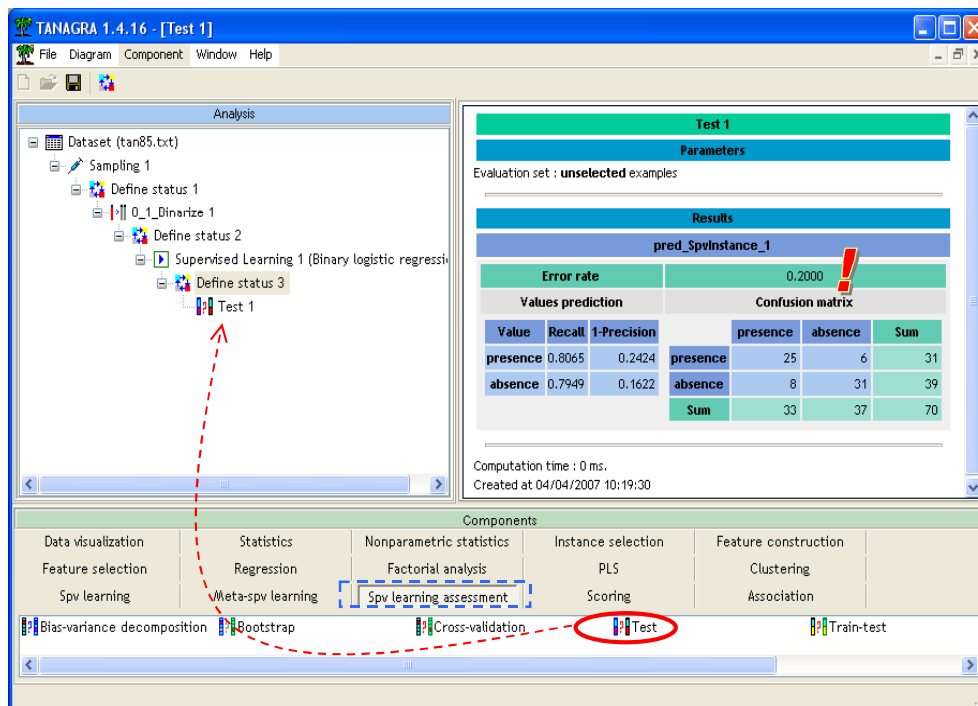 TANAGRA 1.4.16 - [Test 1]
File Diagram Component Window Help
Analysis
Dataset (tan85.txt)
Sampling 1
Define status 1
0_1_Binarize 1
Define status 2
Supervised Learning 1 (Binary logistic regressi
Define status 3
Test 1
Test 1
Parameters
Evaluation set : unselected examples
Results
pred_SpvInstance_1
Error rate 0.2000
!
Values prediction Confusion matrix
Value Recall 1-Precision presence absence Sum
presence 0.8065 0.2424 presence 25 6 31
absence 0.7949 0.1622 absence 8 31 39
Sum 33 37 70
Computation time : 0 ms.
Created at 04/04/2007 10:19:30
Components
Data visualization Statistics Nonparametric statistics Instance selection Feature construction
Feature selection Regression Factorial analysis PLS Clustering
Spv learning Meta-spv learning Spv learning assessment Scoring Association
Bias-variance decomposition Bootstrap Cross-validation Test Train-test